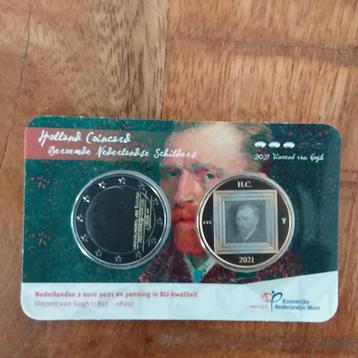 Holland Coincard
Beroemde Nederlandse Schilders
2021 Vincent van Gogh
H.C.
2021
Nederlandse 2 euro 2021 en penning in BU-kwaliteit
Vincent van Gogh (1853 - 1890)
Koninklijke
Nederlandse Munt